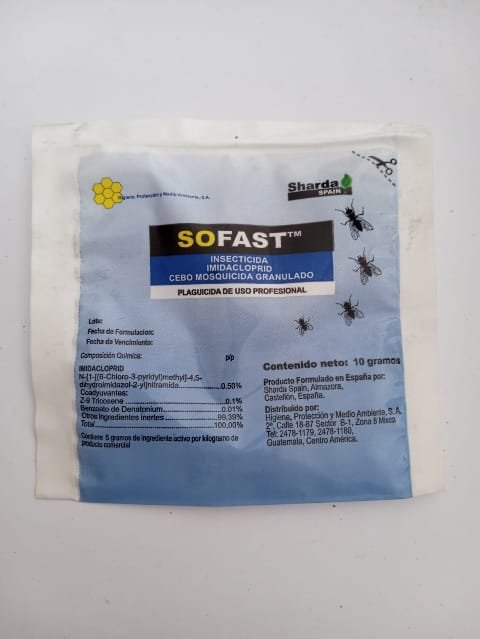 Higiene, Protección y Medio Ambiente, S.A.
Sharda
SPAIN
SOFAST™
INSECTICIDA
IMIDACLOPRID
CEBO MOSQUICIDA GRANULADO
PLAGUICIDA DE USO PROFESIONAL
Lote:
Fecha de Formulación:
Fecha de Vencimiento:
Composición Química: p/p
IMIDACLOPRID
N-[1-[(6-Chloro-3-pyridyl]methyl]-4,5-
dihydroimidazol-2-yl]nitramida...............0.50%
Coadyuvantes:
Z-9 Tricosene...............0.1%
Benzoato de Denatonium...............0.01%
Otros Ingredientes inertes...............99,39%
Total...............100,00%
Contiene 5 gramos de ingrediente activo por kilogramo de
producto comercial
Contenido neto: 10 gramos
Producto Formulado en España por:
Sharda Spain, Almazora,
Castellón, España.
Distribuido por:
Higiene, Protección y Medio Ambiente, S.A.
2ª. Calle 18-87 Sector B-1, Zona 8 Mixco
Tel: 2478-1179, 2478-1180,
Guatemala, Centro América.